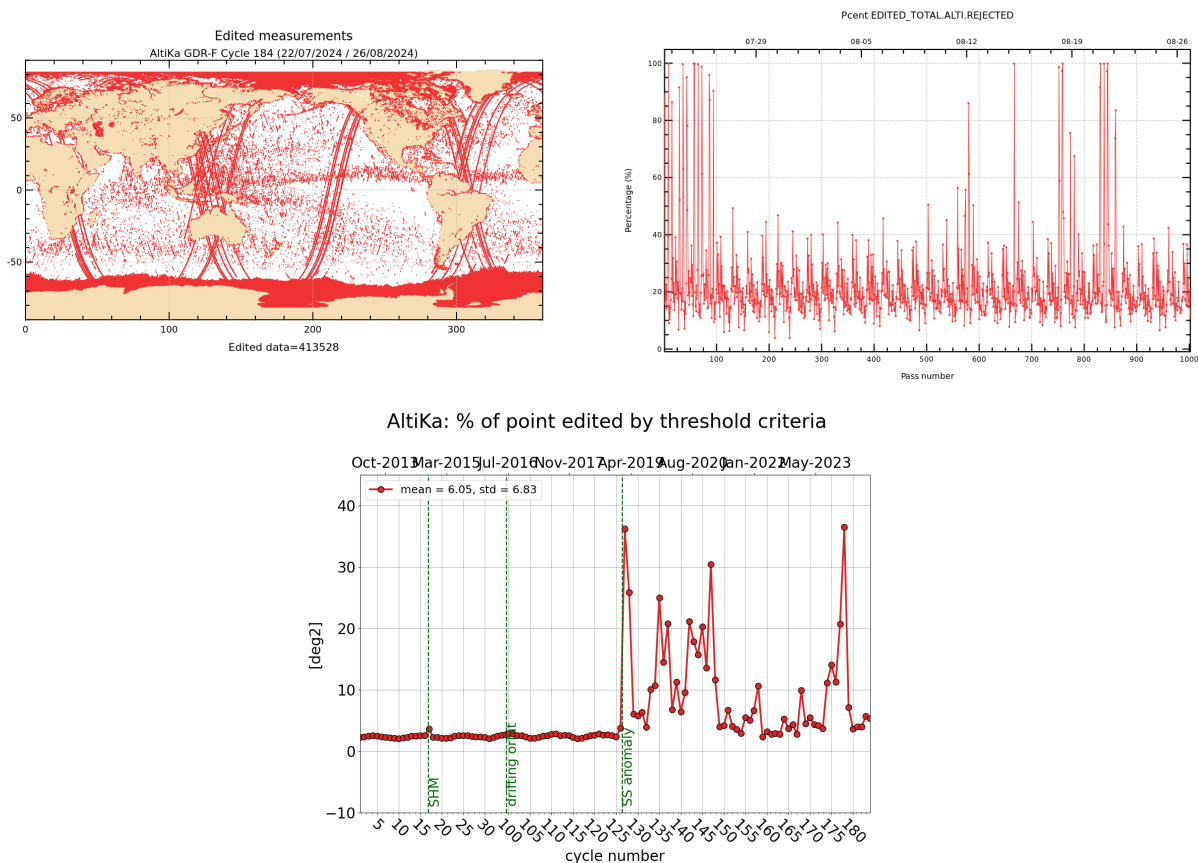 Edited measurements
AltiKa GDR-F Cycle 184 (22/07/2024 / 26/08/2024)
50
0
-50
0 100 200 300
Edited data=413528
Pcent EDITED_TOTAL.ALTI.REJECTED
07-29 08-05 08-12 08-19 08-26
100
80
60
40
20
0
Percentage (%)
100 200 300 400 500 600 700 800 900 1000
Pass number
AltiKa: % of point edited by threshold criteria
Oct-2013 Mar-2015 Jul-2016 Nov-2017 Apr-2019 Aug-2020 Jan-2022 May-2023
mean = 6.05, std = 6.83
40
30
20
10
0
−10
[deg2]
SHM
drifting orbit
SS anomaly
5 10 15 20 25 30 100 105 110 115 120 125 130 135 140 145 150 155 160 165 170 175 180
cycle number